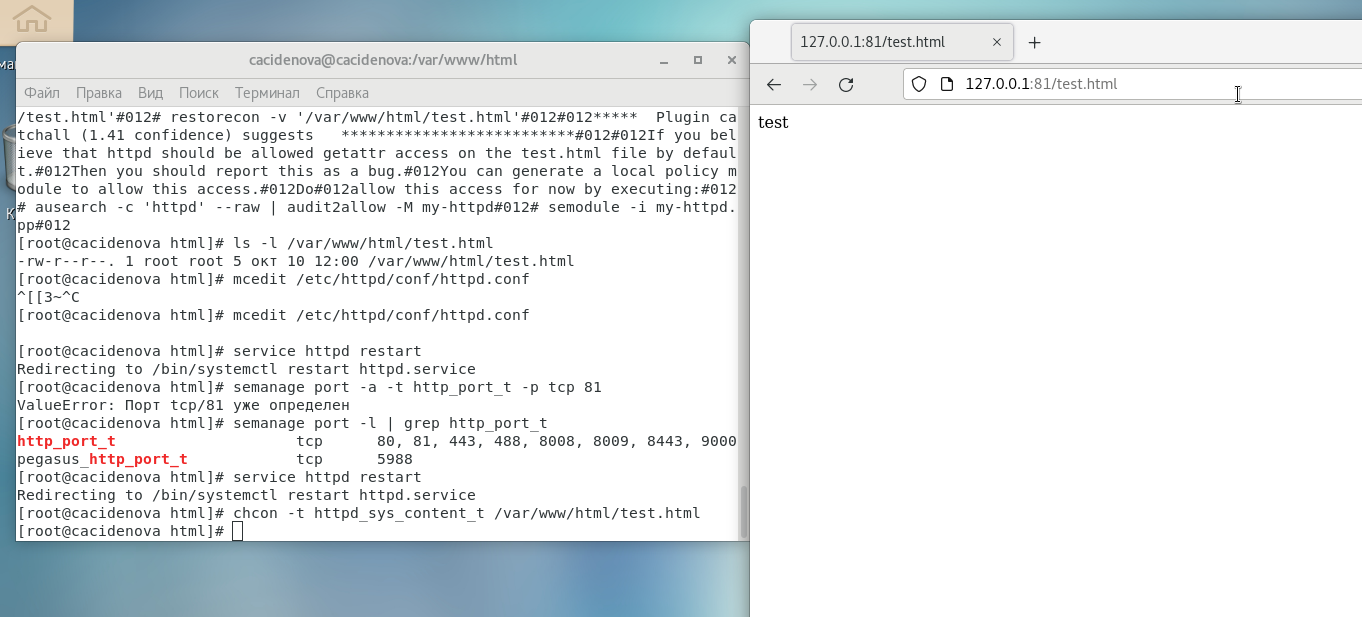 cacidenova@cacidenova:/var/www/html
Файл Правка Вид Поиск Терминал Справка
/test.html'#012# restorecon -v '/var/www/html/test.html'#012#012*****  Plugin ca
tchall (1.41 confidence) suggests   **************************#012#012If you bel
ieve that httpd should be allowed getattr access on the test.html file by defaul
t.#012Then you should report this as a bug.#012You can generate a local policy m
odule to allow this access.#012Do#012allow this access for now by executing:#012
# ausearch -c 'httpd' --raw | audit2allow -M my-httpd#012# semodule -i my-httpd.
pp#012
[root@cacidenova html]# ls -l /var/www/html/test.html
-rw-r--r--. 1 root root 5 окт 10 12:00 /var/www/html/test.html
[root@cacidenova html]# mcedit /etc/httpd/conf/httpd.conf
^[[3~^C
[root@cacidenova html]# mcedit /etc/httpd/conf/httpd.conf
[root@cacidenova html]# service httpd restart
Redirecting to /bin/systemctl restart httpd.service
[root@cacidenova html]# semanage port -a -t http_port_t -p tcp 81
ValueError: Порт tcp/81 уже определен
[root@cacidenova html]# semanage port -l | grep http_port_t
http_port_t                    tcp      80, 81, 443, 488, 8008, 8009, 8443, 9000
pegasus_http_port_t            tcp      5988
[root@cacidenova html]# service httpd restart
Redirecting to /bin/systemctl restart httpd.service
[root@cacidenova html]# chcon -t httpd_sys_content_t /var/www/html/test.html
[root@cacidenova html]#
127.0.0.1:81/test.html
127.0.0.1:81/test.html
test